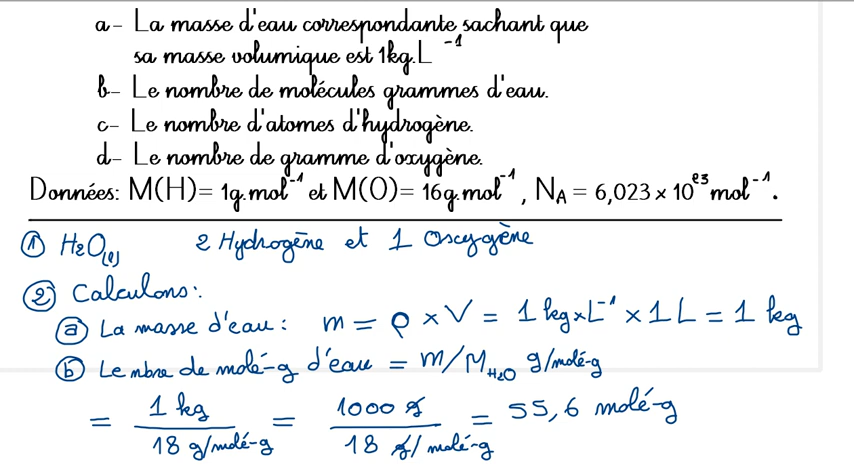 a- La masse d'eau correspondante sachant que
sa masse volumique est 1kg.L⁻¹
b- Le nombre de molécules grammes d'eau.
c- Le nombre d'atomes d'hydrogène.
d- Le nombre de gramme d'oxygène.
Données: M(H)= 1g.mol⁻¹ et M(O)= 16g.mol⁻¹, N_A = 6,023 × 10²³ mol⁻¹.
① H₂O₍ₗ₎ 2 Hydrogène et 1 Oxygène
② Calculons:
ⓐ La masse d'eau: m = ρ × V = 1 kg×L⁻¹ × 1 L = 1 kg
ⓑ Le nbre de molé-g d'eau = m/M_H₂O g/molé-g
= 1 kg / 18 g/molé-g = 1000 g / 18 g/molé-g = 55,6 molé-g